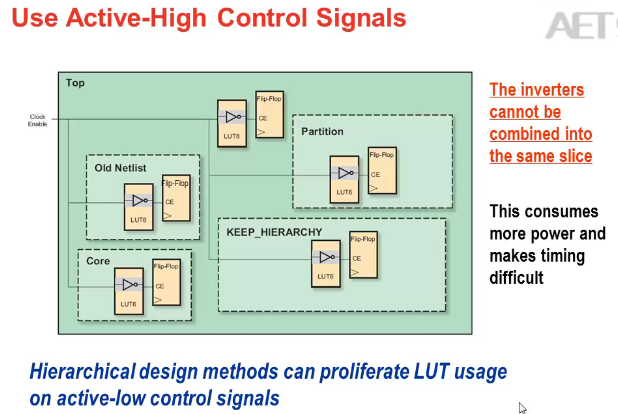 Use Active-High Control Signals
AET
Top
Clock
Enable
Flip-Flop
CE
LUT6
Partition
Flip-Flop
CE
LUT6
Old Netlist
Flip-Flop
CE
LUT6
KEEP_HIERARCHY
Flip-Flop
CE
LUT6
Core
Flip-Flop
CE
LUT6
The inverters
cannot be
combined into
the same slice
This consumes
more power and
makes timing
difficult
Hierarchical design methods can proliferate LUT usage
on active-low control signals